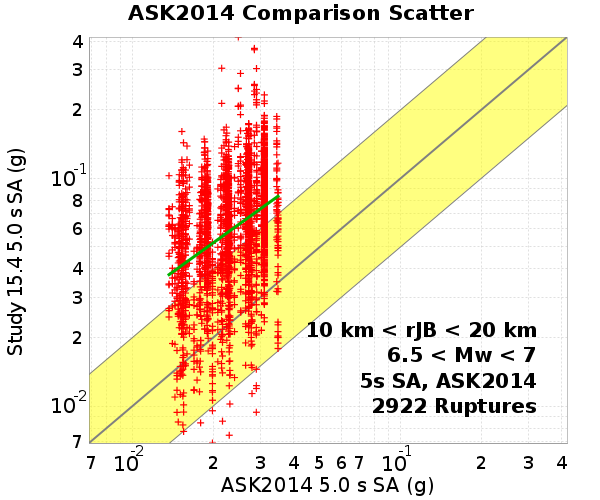 ASK2014 Comparison Scatter
Study 15.4 5.0 s SA (g)
4
3
2
10-1
8
6
4
3
2
10-2
7
10 km < rJB < 20 km
6.5 < Mw < 7
5s SA, ASK2014
2922 Ruptures
7 10-2 2 3 4 5 6 7 10-1 2 3 4
ASK2014 5.0 s SA (g)